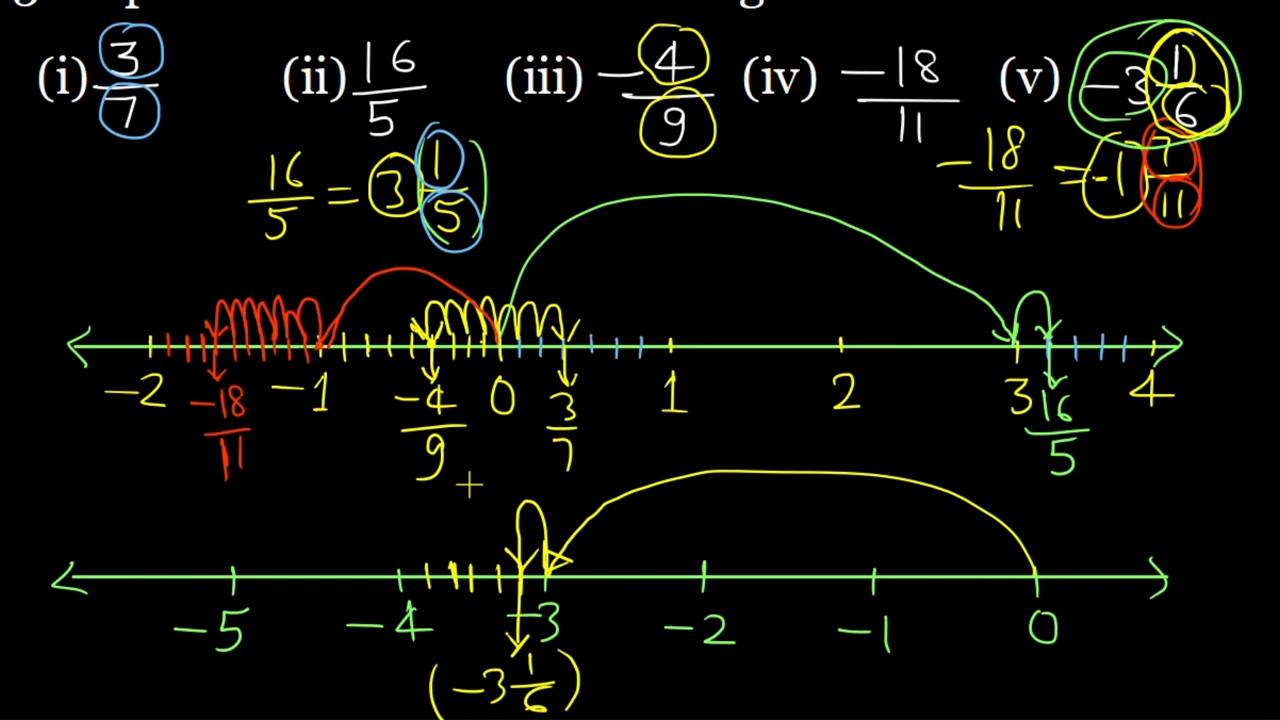 (i) 3/7 (ii) 16/5 (iii) -4/9 (iv) -18/11 (v) -3 1/6
16/5 = 3 1/5 -18/11 = -1 7/11
-2 -1 0 1 2 3 4
-18/11 -4/9 3/7 16/5
-5 -4 -3 -2 -1 0
(-3 1/6)